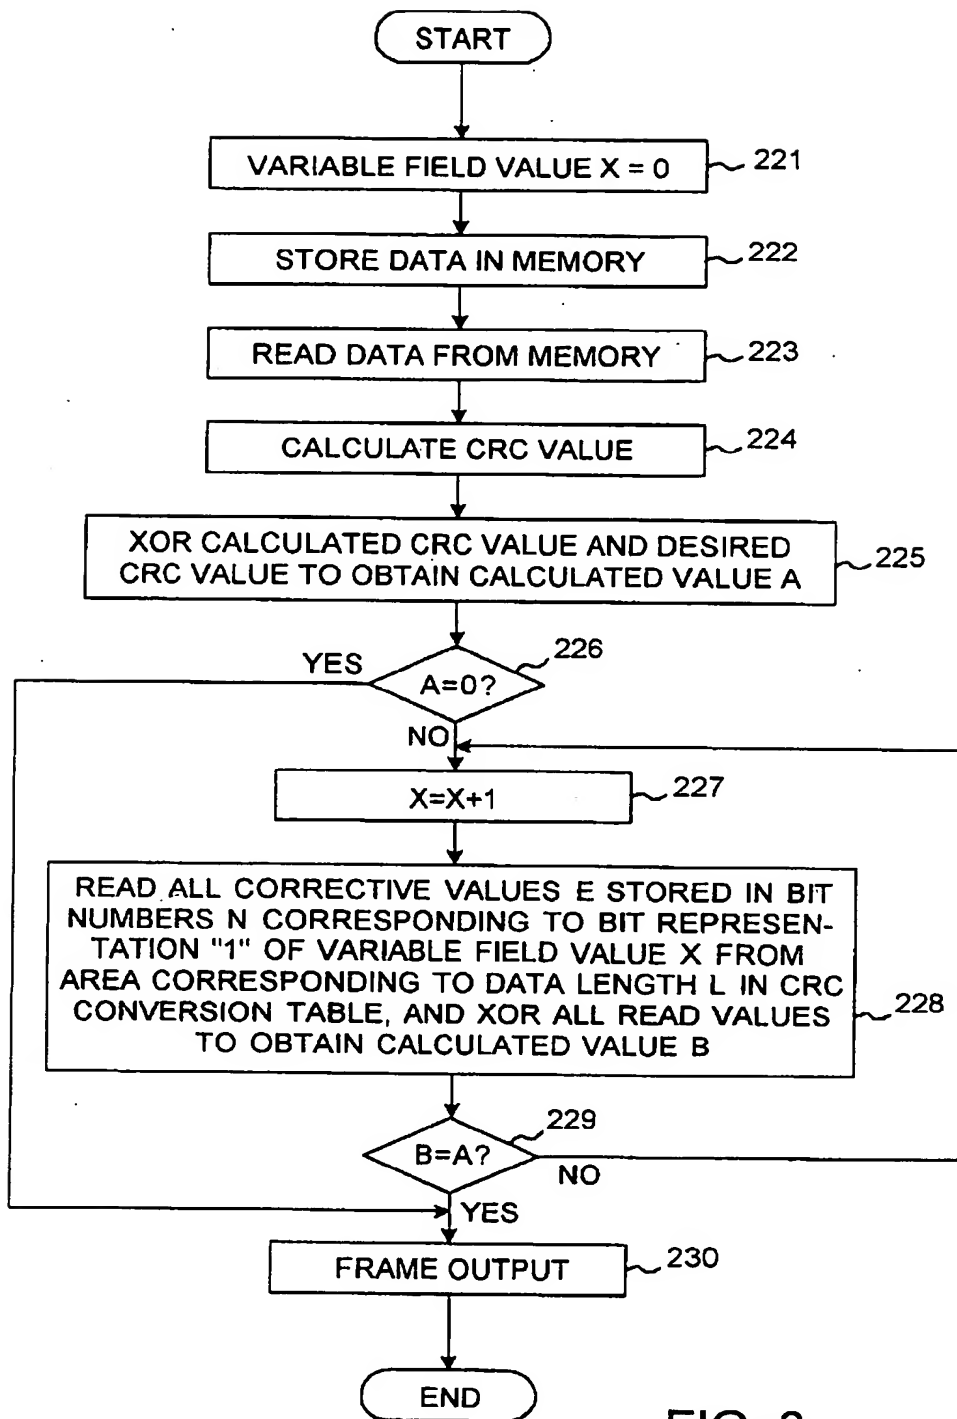 START
VARIABLE FIELD VALUE X = 0
221
STORE DATA IN MEMORY
222
READ DATA FROM MEMORY
223
CALCULATE CRC VALUE
224
XOR CALCULATED CRC VALUE AND DESIRED
CRC VALUE TO OBTAIN CALCULATED VALUE A
225
226
YES
A=0?
NO
X=X+1
227
READ ALL CORRECTIVE VALUES E STORED IN BIT
NUMBERS N CORRESPONDING TO BIT REPRESEN-
TATION "1" OF VARIABLE FIELD VALUE X FROM
AREA CORRESPONDING TO DATA LENGTH L IN CRC
CONVERSION TABLE, AND XOR ALL READ VALUES
TO OBTAIN CALCULATED VALUE B
228
229
B=A?
NO
YES
FRAME OUTPUT
230
END